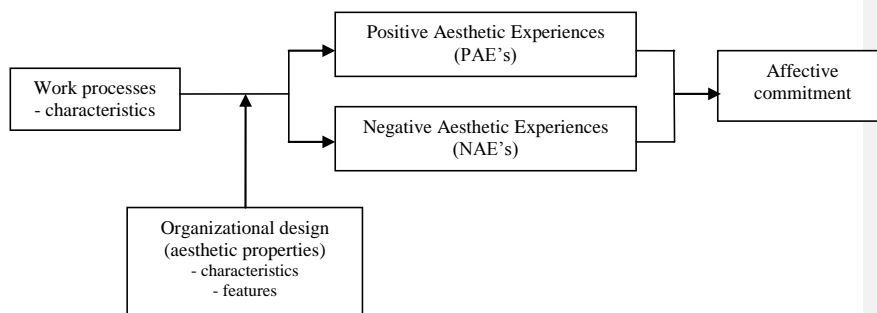 Positive Aesthetic Experiences
(PAE's)
Work processes
- characteristics
Affective
commitment
Negative Aesthetic Experiences
(NAE's)
Organizational design
(aesthetic properties)
- characteristics
- features